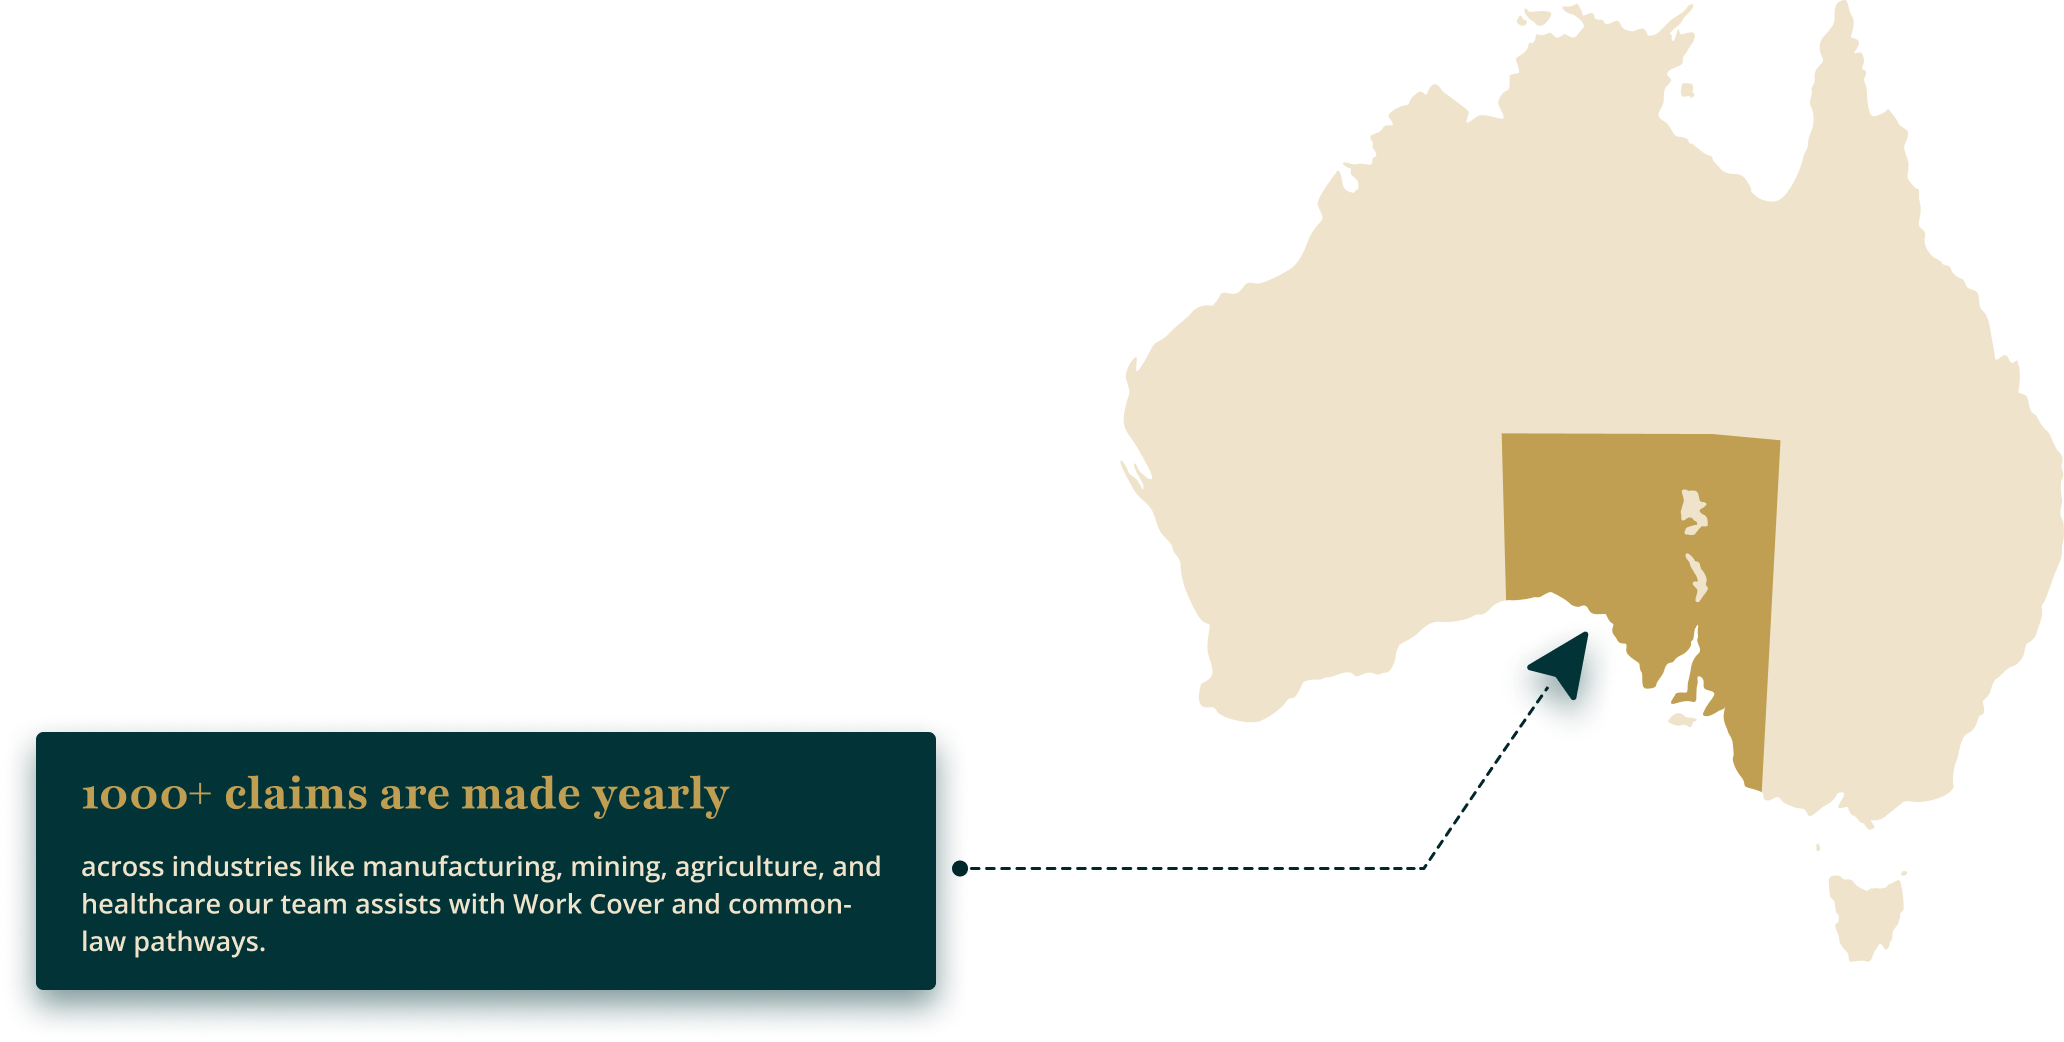 1000+ claims are made yearly
across industries like manufacturing, mining, agriculture, and
healthcare our team assists with Work Cover and common-
law pathways.